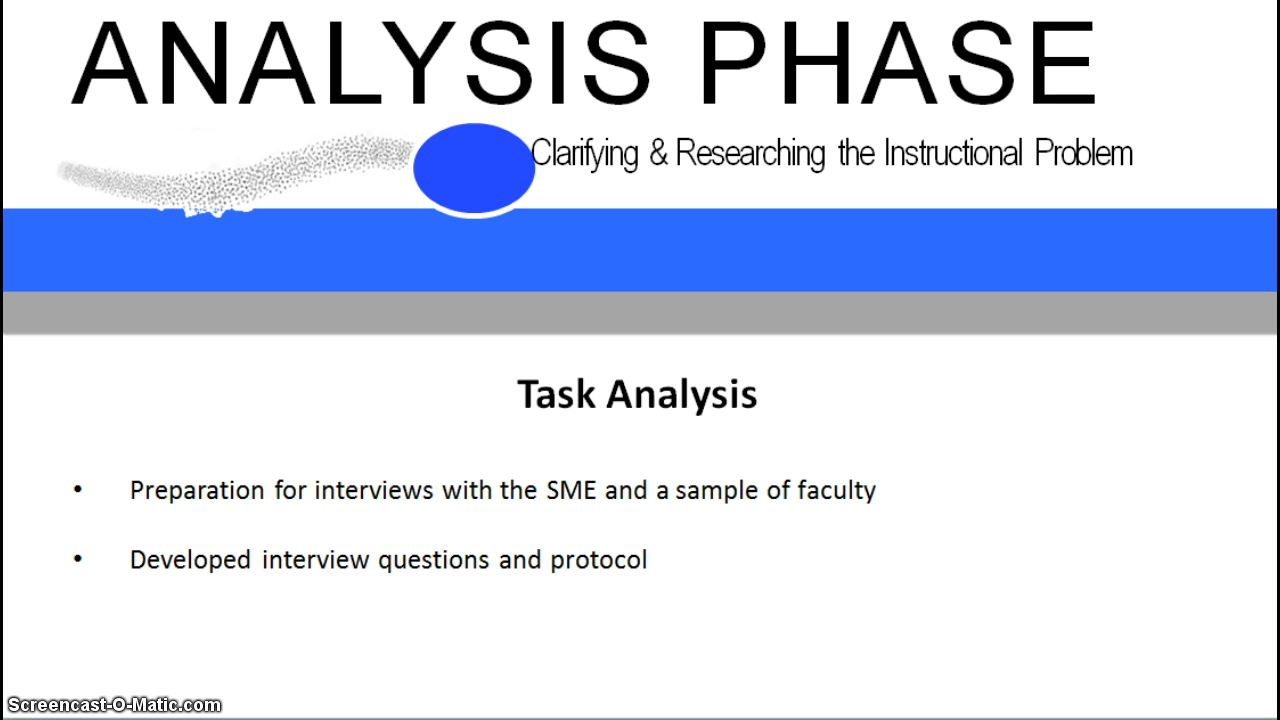 ANALYSIS PHASE
Clarifying & Researching the Instructional Problem
Task Analysis
• Preparation for interviews with the SME and a sample of faculty
• Developed interview questions and protocol
Screencast-O-Matic.com